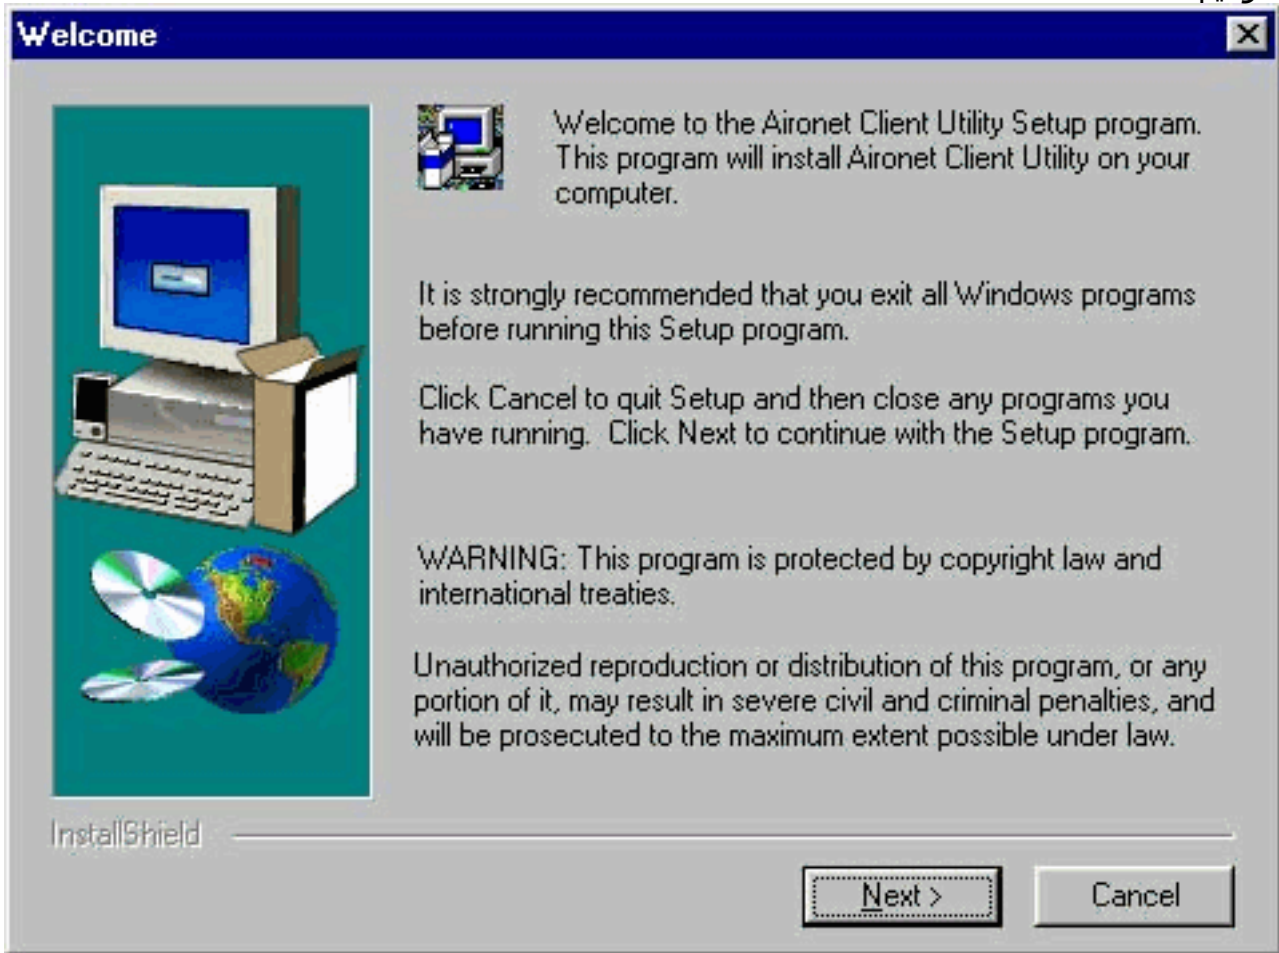 Welcome
Welcome to the Aironet Client Utility Setup program.
This program will install Aironet Client Utility on your
computer.
It is strongly recommended that you exit all Windows programs
before running this Setup program.
Click Cancel to quit Setup and then close any programs you
have running.  Click Next to continue with the Setup program.
WARNING: This program is protected by copyright law and
international treaties.
Unauthorized reproduction or distribution of this program, or any
portion of it, may result in severe civil and criminal penalties, and
will be prosecuted to the maximum extent possible under law.
InstallShield
Next >
Cancel